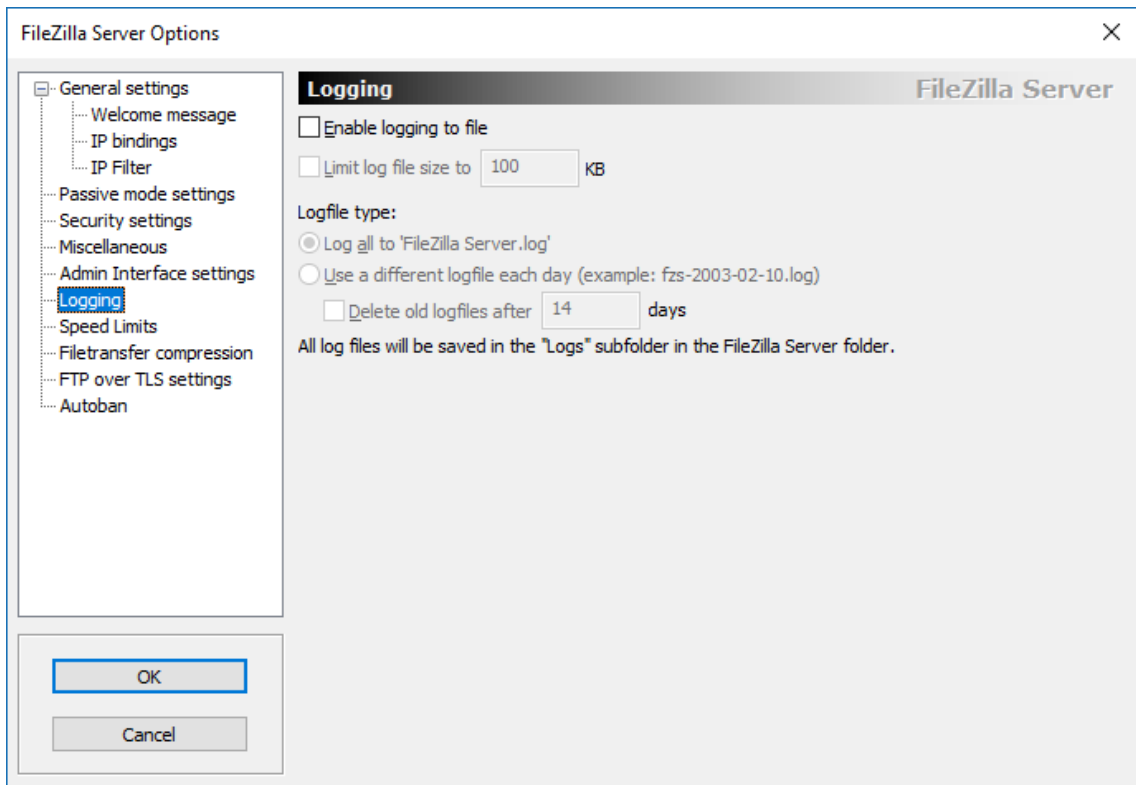 FileZilla Server Options
General settings
Welcome message
IP bindings
IP Filter
Passive mode settings
Security settings
Miscellaneous
Admin Interface settings
Logging
Speed Limits
Filetransfer compression
FTP over TLS settings
Autoban
OK
Cancel
Logging FileZilla Server
Enable logging to file
Limit log file size to 100 KB
Logfile type:
Log all to 'FileZilla Server.log'
Use a different logfile each day (example: fzs-2003-02-10.log)
Delete old logfiles after 14 days
All log files will be saved in the "Logs" subfolder in the FileZilla Server folder.